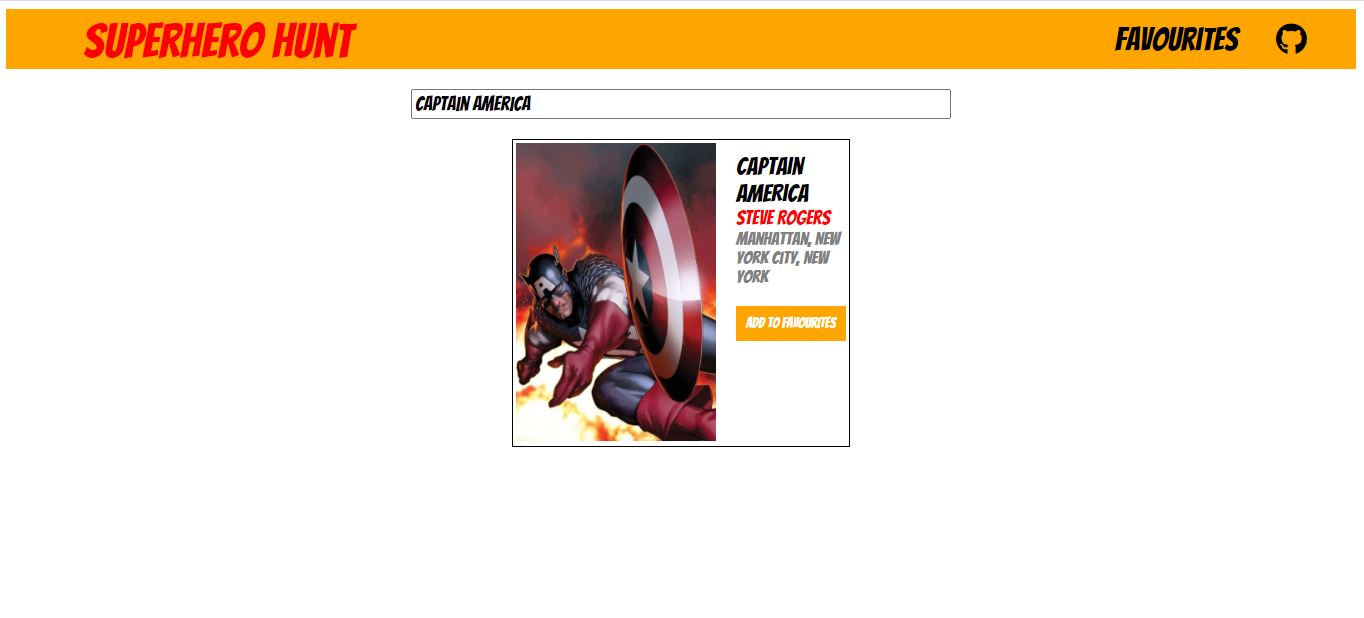 SUPERHERO HUNT
FAVOURITES
CAPTAIN AMERICA
CAPTAIN
AMERICA
STEVE ROGERS
MANHATTAN, NEW
YORK CITY, NEW
YORK
ADD TO FAVOURITES
A